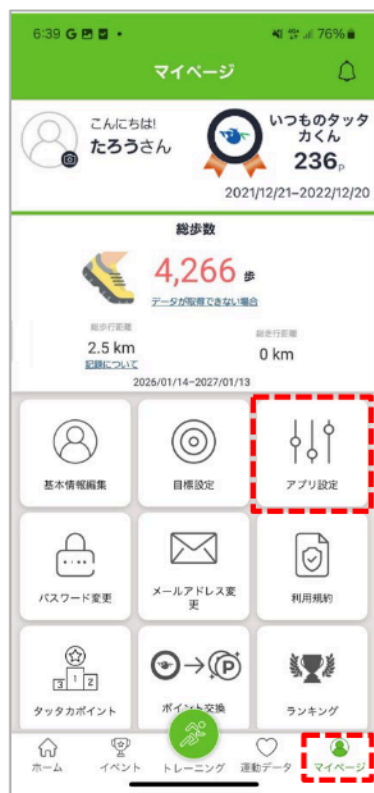 6:39 G
76%
マイページ
こんにちは!
たろうさん
いつものタッタ
カくん
236P
2021/12/21-2022/12/20
総歩数
4,266 歩
データが取得できない場合
総歩行距離
総走行距離
2.5 km
0 km
記録について
2026/01/14-2027/01/13
基本情報編集
目標設定
アプリ設定
パスワード変更
メールアドレス変
更
利用規約
3 1 2
P
タッタカポイント
ポイント交換
ランキング
ホーム
イベント
トレーニング
運動データ
マイページ